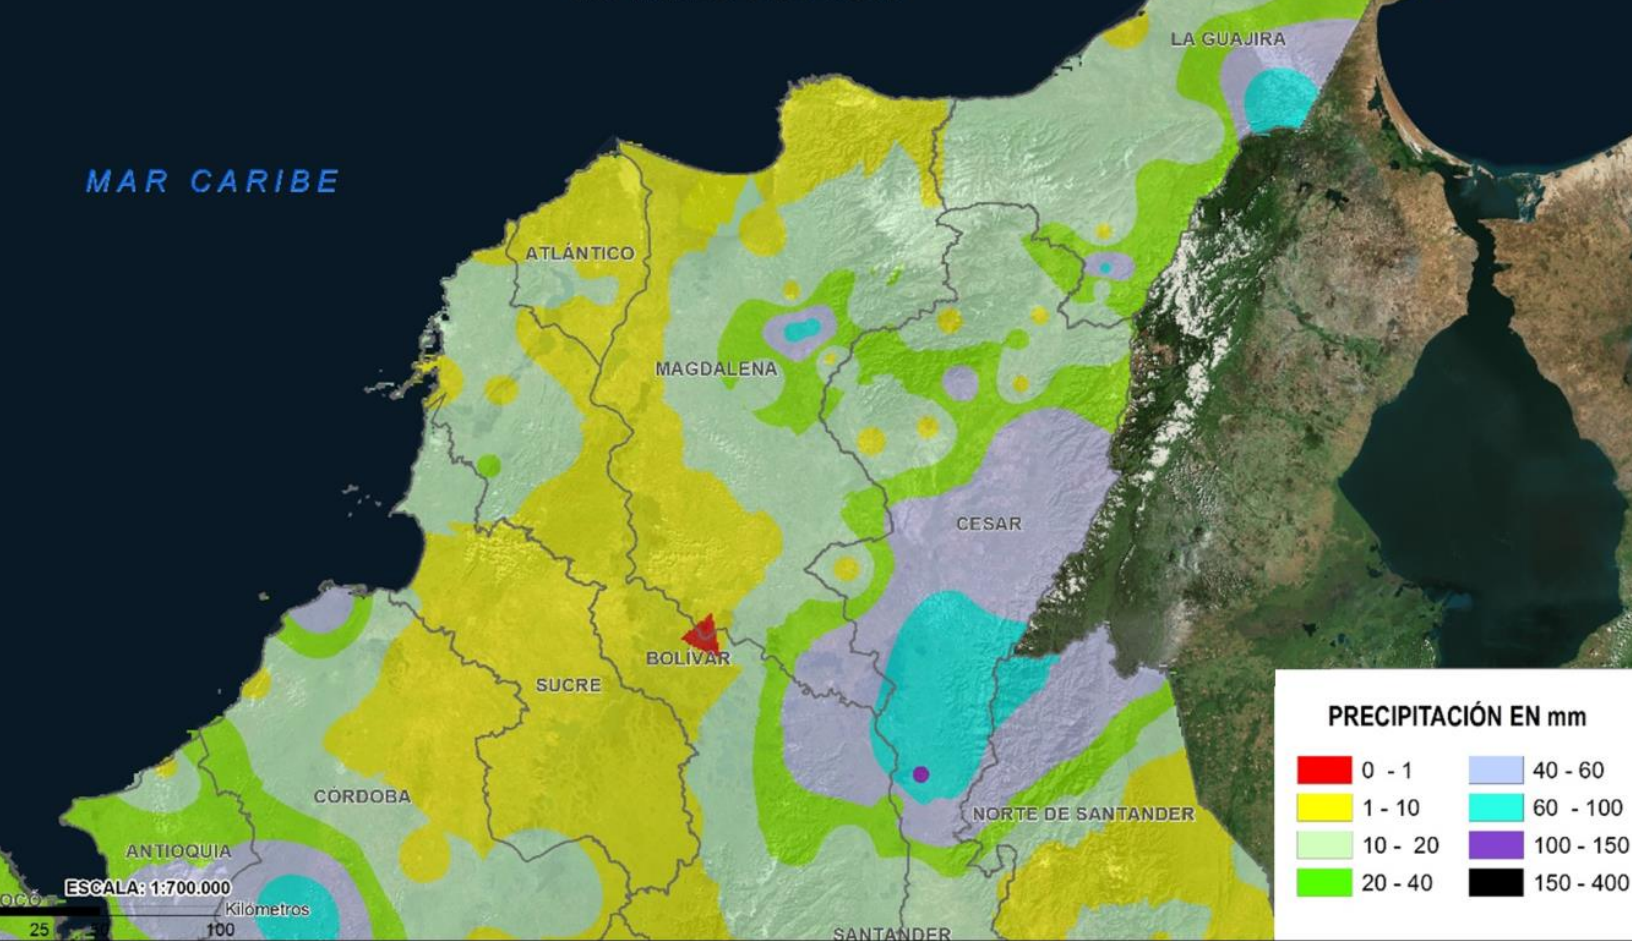 LA GUAJIRA
MAR CARIBE
ATLÁNTICO
MAGDALENA
CESAR
BOLÍVAR
SUCRE
PRECIPITACIÓN EN mm
0 - 1
40 - 60
1 - 10
60 - 100
10 - 20
100 - 150
20 - 40
150 - 400
CÓRDOBA
NORTE DE SANTANDER
ANTIOQUIA
ESCALA: 1:700.000
Kilómetros
25 50 100
SANTANDER